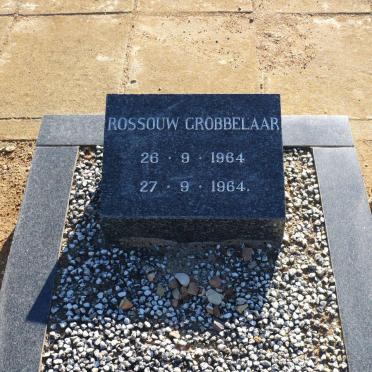 ROSSOUW GROBBELAAR
26 · 9 · 1964
27 · 9 · 1964.